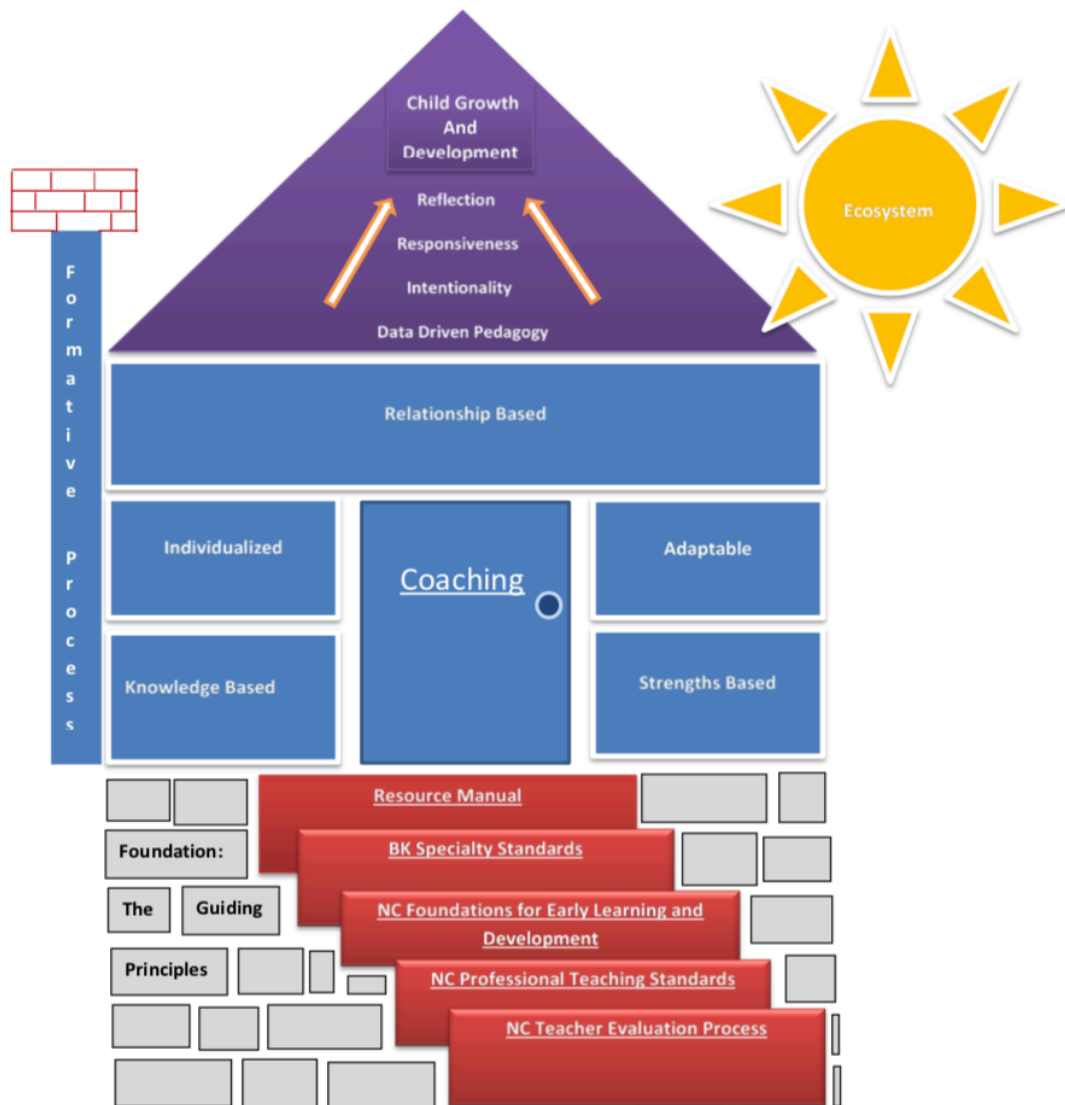 Child Growth
And
Development
Reflection
Responsiveness
Intentionality
Data Driven Pedagogy
Ecosystem
Formative Process
Relationship Based
Individualized
Coaching
Adaptable
Knowledge Based
Strengths Based
Resource Manual
BK Specialty Standards
NC Foundations for Early Learning and
Development
NC Professional Teaching Standards
NC Teacher Evaluation Process
Foundation:
The Guiding
Principles